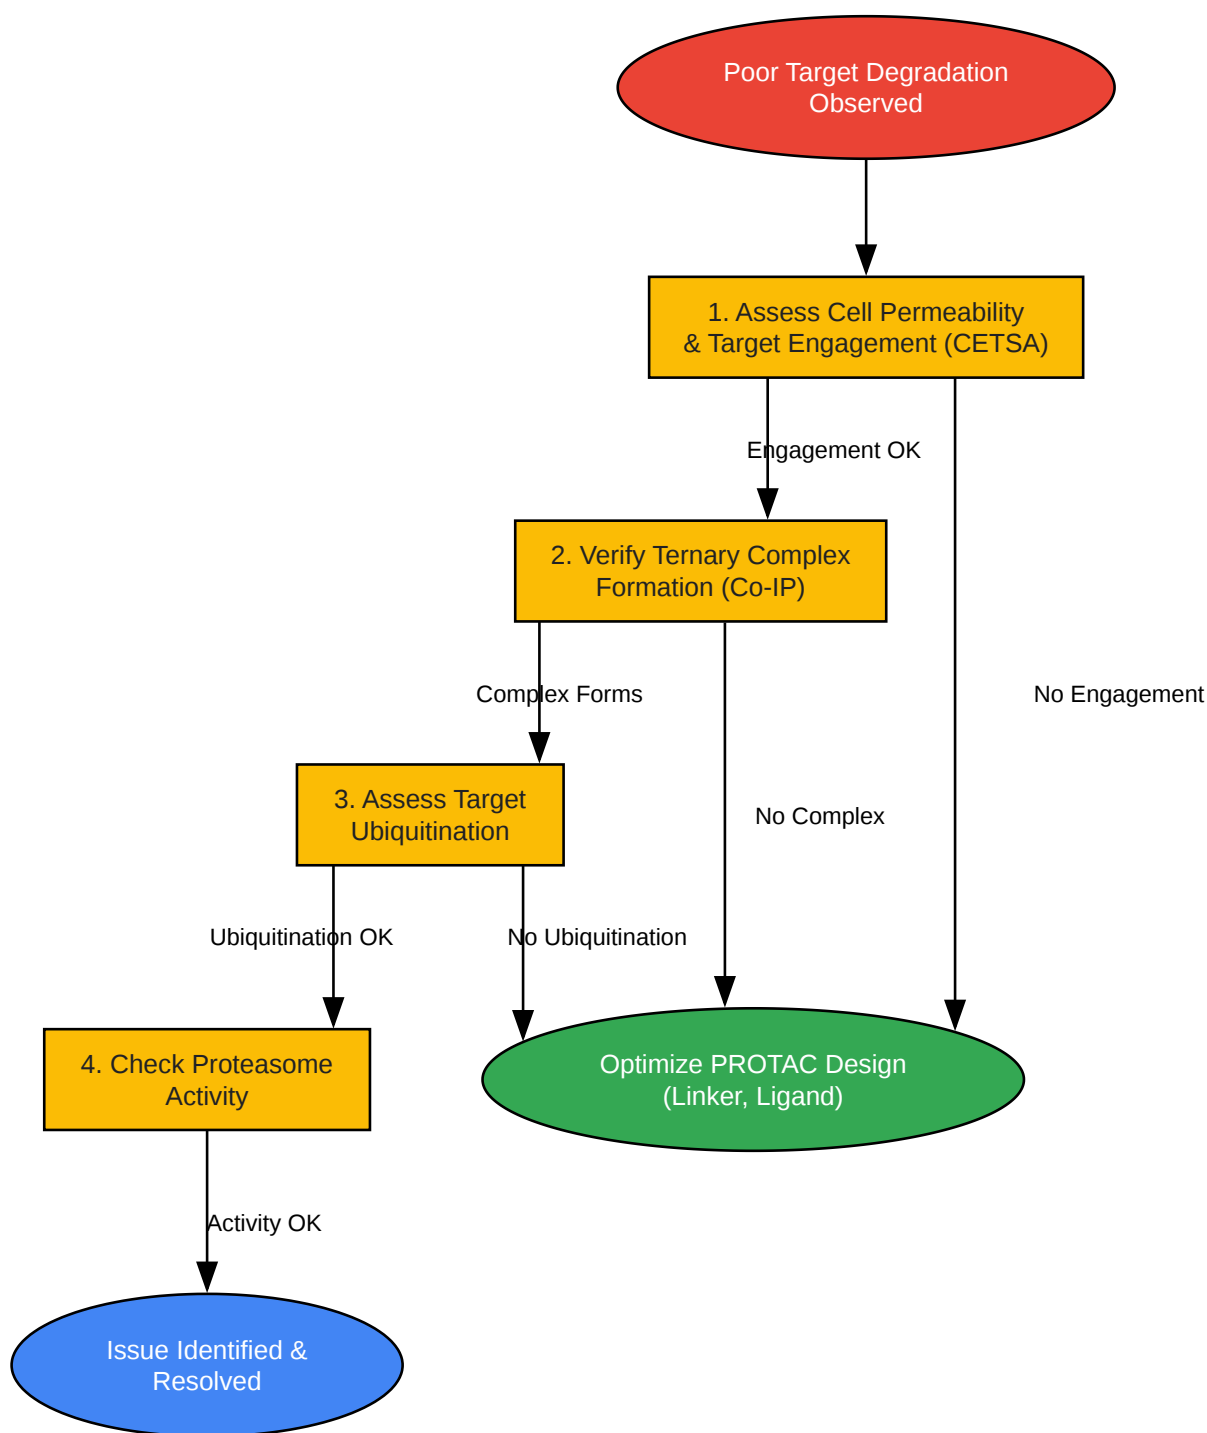 Poor Target Degradation
Observed
1. Assess Cell Permeability
& Target Engagement (CETSA)
Engagement OK
2. Verify Ternary Complex
Formation (Co-IP)
Complex Forms
No Engagement
3. Assess Target
Ubiquitination
No Complex
Ubiquitination OK
No Ubiquitination
4. Check Proteasome
Activity
Optimize PROTAC Design
(Linker, Ligand)
Activity OK
Issue Identified &
Resolved